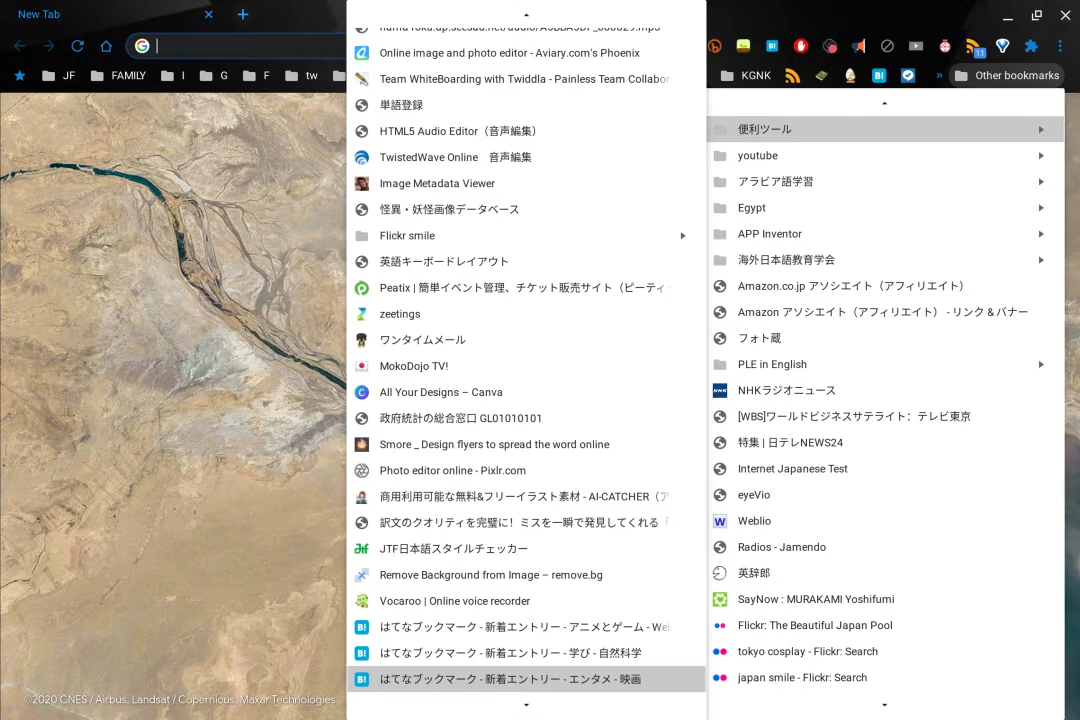 New Tab
JF
FAMILY
I
G
F
tw
KGNK
Other bookmarks
11
Online image and photo editor - Aviary.com's Phoenix
Team WhiteBoarding with Twiddla - Painless Team Collabor
単語登録
HTML5 Audio Editor（音声編集）
TwistedWave Online　音声編集
Image Metadata Viewer
怪異・妖怪画像データベース
Flickr smile
英語キーボードレイアウト
Peatix | 簡単イベント管理、チケット販売サイト（ピーティッ
zeetings
ワンタイムメール
MokoDojo TV!
All Your Designs – Canva
政府統計の総合窓口 GL01010101
Smore _ Design flyers to spread the word online
Photo editor online - Pixlr.com
商用利用可能な無料&フリーイラスト素材 - AI-CATCHER（ア
訳文のクオリティを完璧に！ミスを一瞬で発見してくれる「
JTF日本語スタイルチェッカー
Remove Background from Image – remove.bg
Vocaroo | Online voice recorder
はてなブックマーク - 新着エントリー - アニメとゲーム - We
はてなブックマーク - 新着エントリー - 学び - 自然科学
はてなブックマーク - 新着エントリー - エンタメ - 映画
便利ツール
youtube
アラビア語学習
Egypt
APP Inventor
海外日本語教育学会
Amazon.co.jp アソシエイト（アフィリエイト）
Amazon アソシエイト（アフィリエイト） - リンク & バナー
フォト蔵
PLE in English
NHKラジオニュース
[WBS]ワールドビジネスサテライト：テレビ東京
特集 | 日テレNEWS24
Internet Japanese Test
eyeVio
Weblio
Radios - Jamendo
英辞郎
SayNow : MURAKAMI Yoshifumi
Flickr: The Beautiful Japan Pool
tokyo cosplay - Flickr: Search
japan smile - Flickr: Search
©2020 CNES / Airbus, Landsat / Copernicus, Maxar Technologies